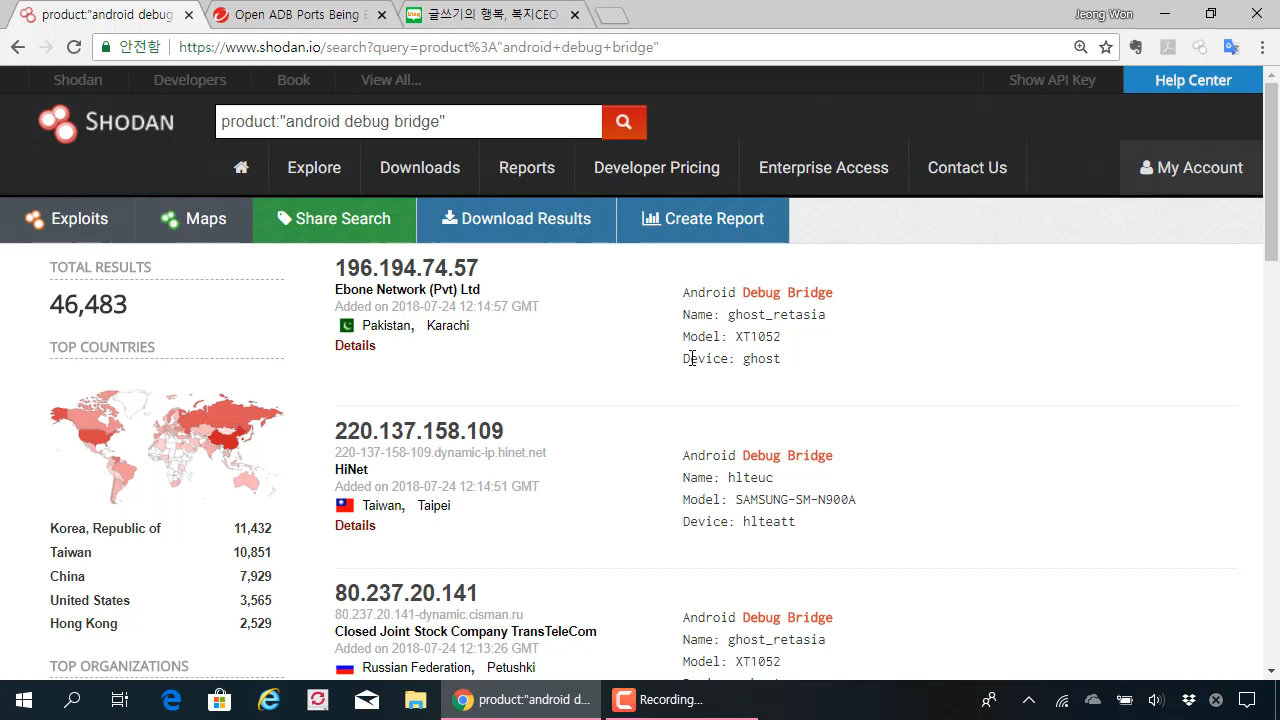 product:"android debug
Open ADB Ports Being E
글쓰기의 행복, 복지CEO
Jeong Won
안전함
https://www.shodan.io/search?query=product%3A"android+debug+bridge"
Shodan
Developers
Book
View All...
Show API Key
Help Center
SHODAN
product:"android debug bridge"
Explore
Downloads
Reports
Developer Pricing
Enterprise Access
Contact Us
My Account
Exploits
Maps
Share Search
Download Results
Create Report
TOTAL RESULTS
46,483
TOP COUNTRIES
Korea, Republic of 11,432
Taiwan 10,851
China 7,929
United States 3,565
Hong Kong 2,529
TOP ORGANIZATIONS
196.194.74.57
Ebone Network (Pvt) Ltd
Added on 2018-07-24 12:14:57 GMT
Pakistan, Karachi
Details
Android Debug Bridge
Name: ghost_retasia
Model: XT1052
Device: ghost
220.137.158.109
220-137-158-109.dynamic-ip.hinet.net
HiNet
Added on 2018-07-24 12:14:51 GMT
Taiwan, Taipei
Details
Android Debug Bridge
Name: hlteuc
Model: SAMSUNG-SM-N900A
Device: hlteatt
80.237.20.141
80.237.20.141-dynamic.cisman.ru
Closed Joint Stock Company TransTeleCom
Added on 2018-07-24 12:13:26 GMT
Russian Federation, Petushki
Android Debug Bridge
Name: ghost_retasia
Model: XT1052
product:"android d...
Recording...